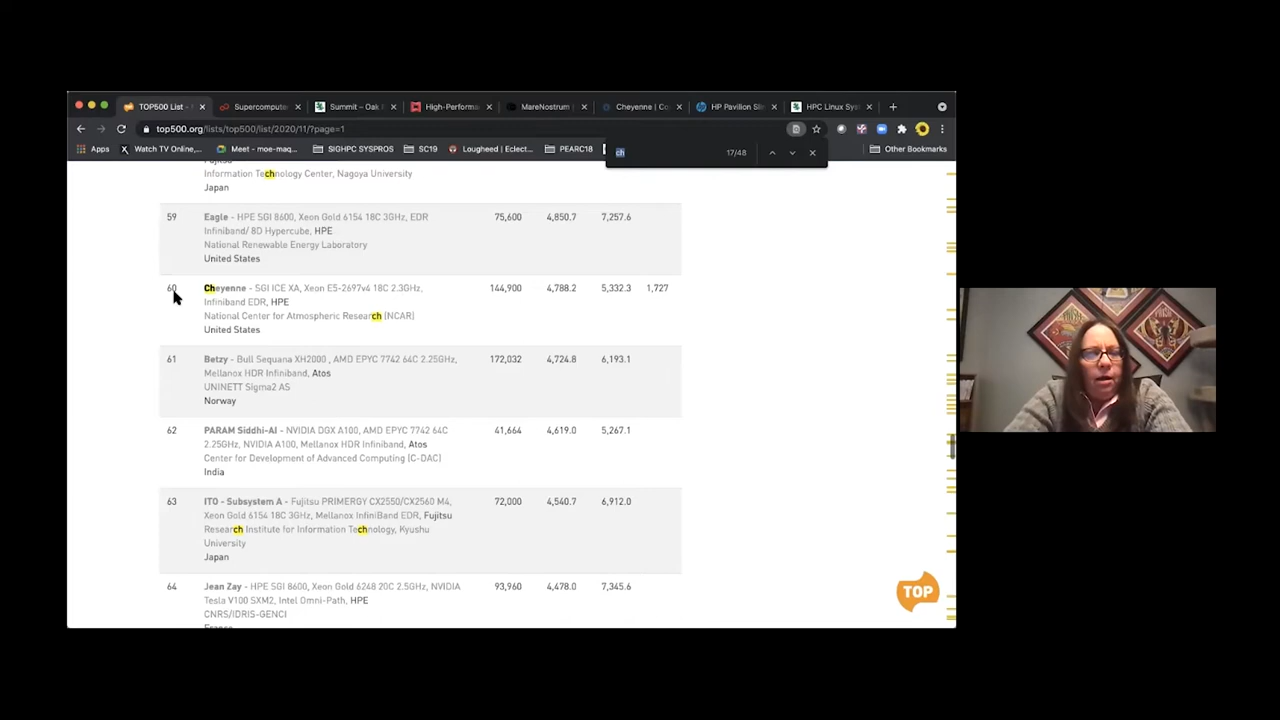 TOP500 List -
Supercompute
Summit – Oak
High-Performa
MareNostrum
Cheyenne | Co
HP Pavilion Sli
HPC Linux Sys
top500.org/lists/top500/list/2020/11/?page=1
Apps
Watch TV Online,...
Meet – moe-maq...
SIGHPC SYSPROS
SC19
Lougheed | Eclect...
PEARC18
Other Bookmarks
ch
17/48
Information Technology Center, Nagoya University
Japan
59
Eagle - HPE SGI 8600, Xeon Gold 6154 18C 3GHz, EDR
Infiniband/ 8D Hypercube, HPE
National Renewable Energy Laboratory
United States
75,600
4,850.7
7,257.6
60
Cheyenne - SGI ICE XA, Xeon E5-2697v4 18C 2.3GHz,
Infiniband EDR, HPE
National Center for Atmospheric Research (NCAR)
United States
144,900
4,788.2
5,332.3
1,727
61
Betzy - Bull Sequana XH2000 , AMD EPYC 7742 64C 2.25GHz,
Mellanox HDR Infiniband, Atos
UNINETT Sigma2 AS
Norway
172,032
4,724.8
6,193.1
62
PARAM Siddhi-AI - NVIDIA DGX A100, AMD EPYC 7742 64C
2.25GHz, NVIDIA A100, Mellanox HDR Infiniband, Atos
Center for Development of Advanced Computing (C-DAC)
India
41,664
4,619.0
5,267.1
63
ITO - Subsystem A - Fujitsu PRIMERGY CX2550/CX2560 M4,
Xeon Gold 6154 18C 3GHz, Mellanox InfiniBand EDR, Fujitsu
Research Institute for Information Technology, Kyushu
University
Japan
72,000
4,540.7
6,912.0
64
Jean Zay - HPE SGI 8600, Xeon Gold 6248 20C 2.5GHz, NVIDIA
Tesla V100 SXM2, Intel Omni-Path, HPE
CNRS/IDRIS-GENCI
93,960
4,478.0
7,345.6
TOP